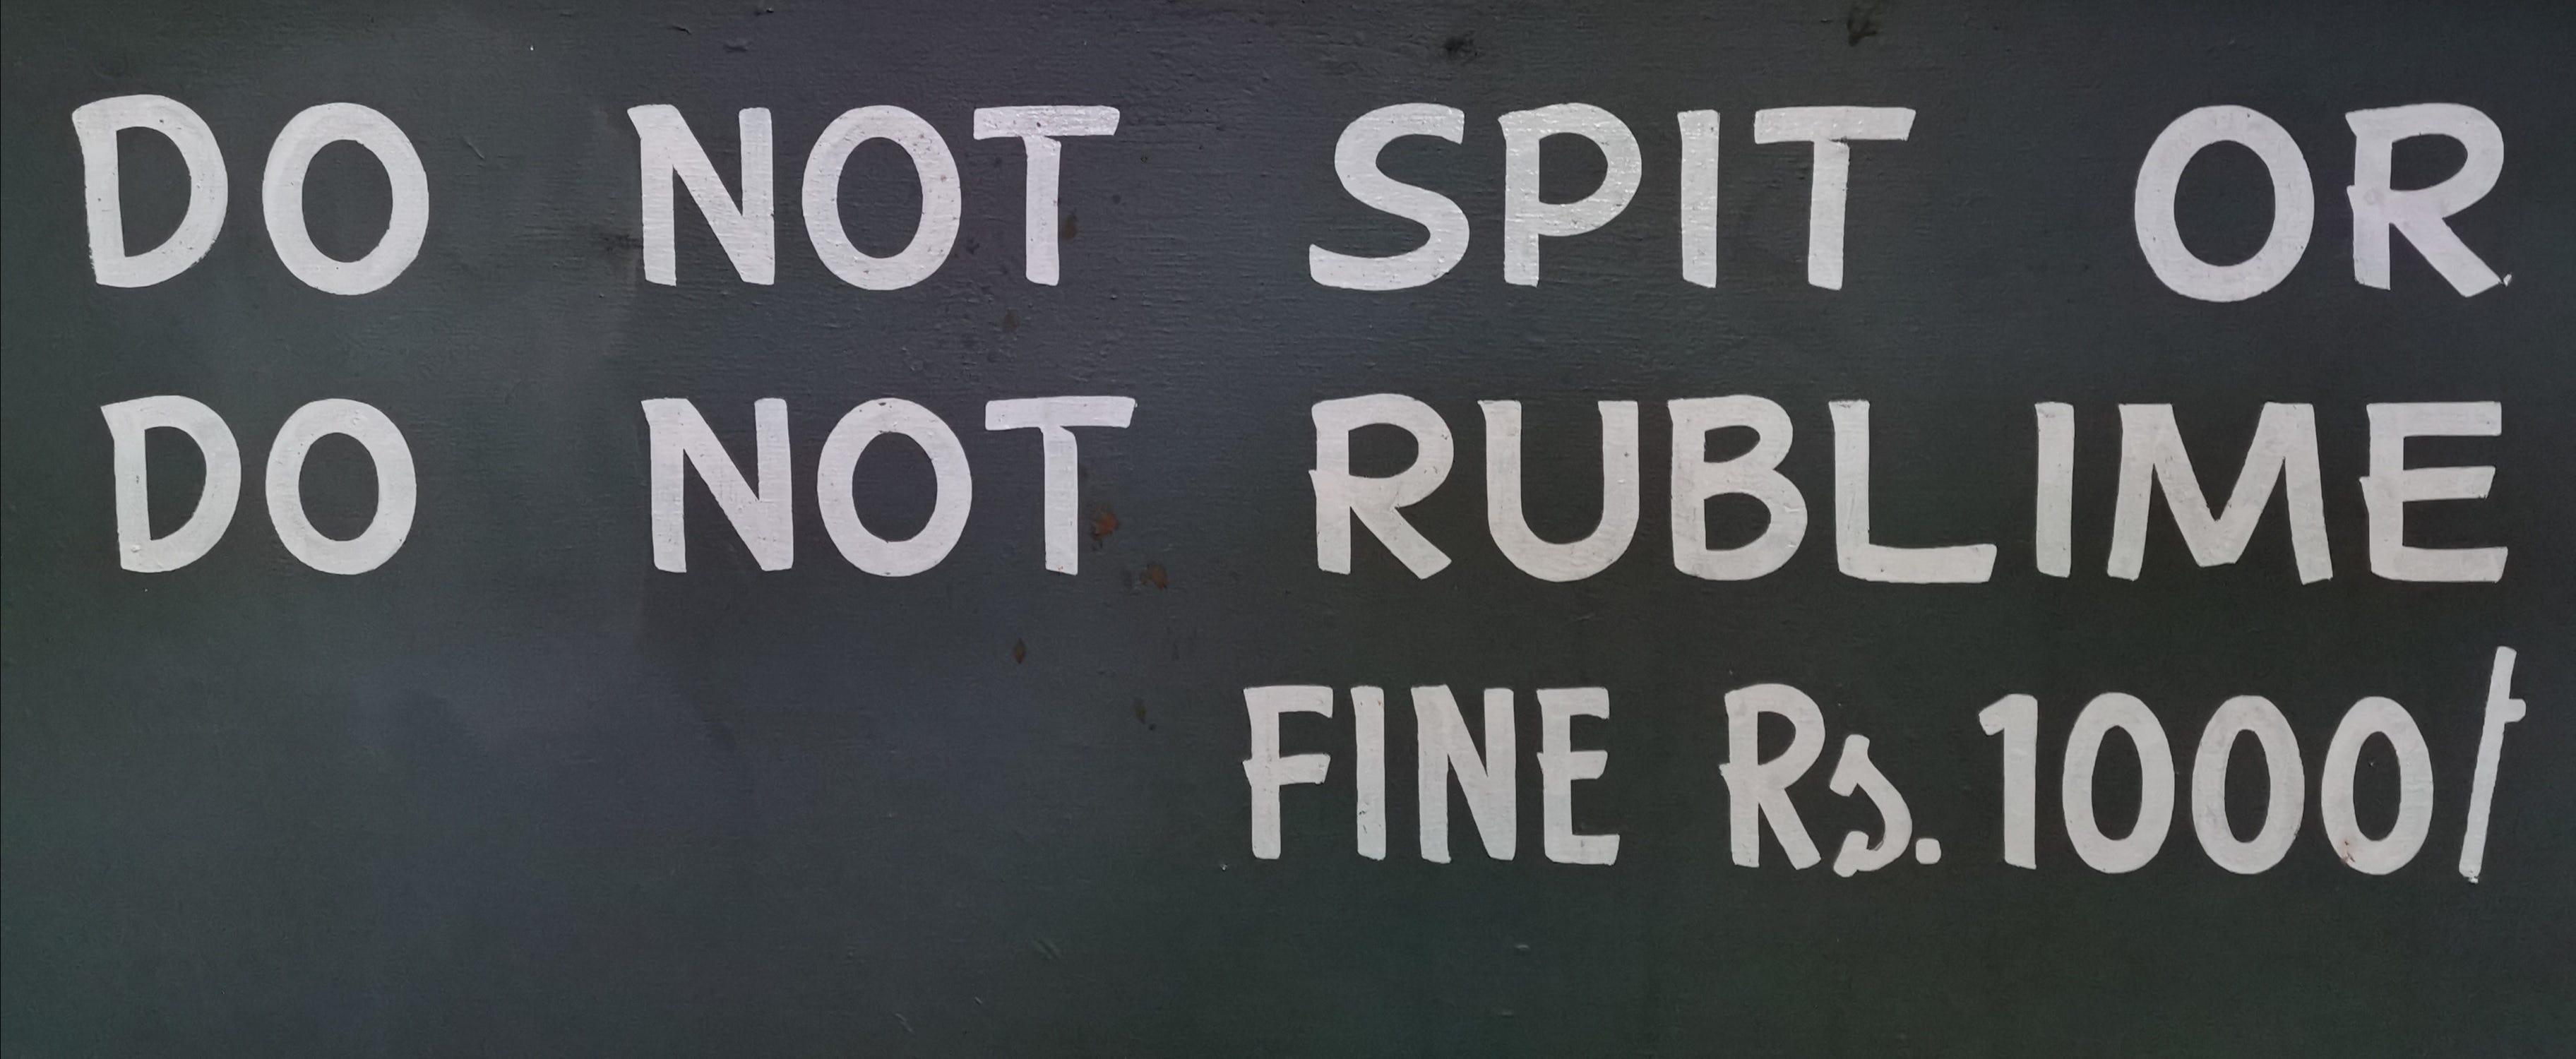 DO NOT SPIT OR
DO NOT RUBLIME
FINE Rs.1000/